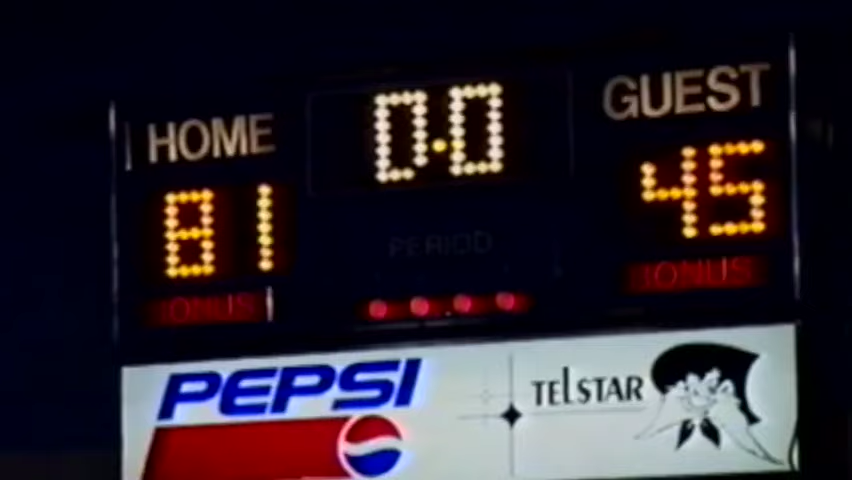 HOME 0.0 GUEST
81 45
PERIOD
BONUS BONUS
PEPSI TELSTAR